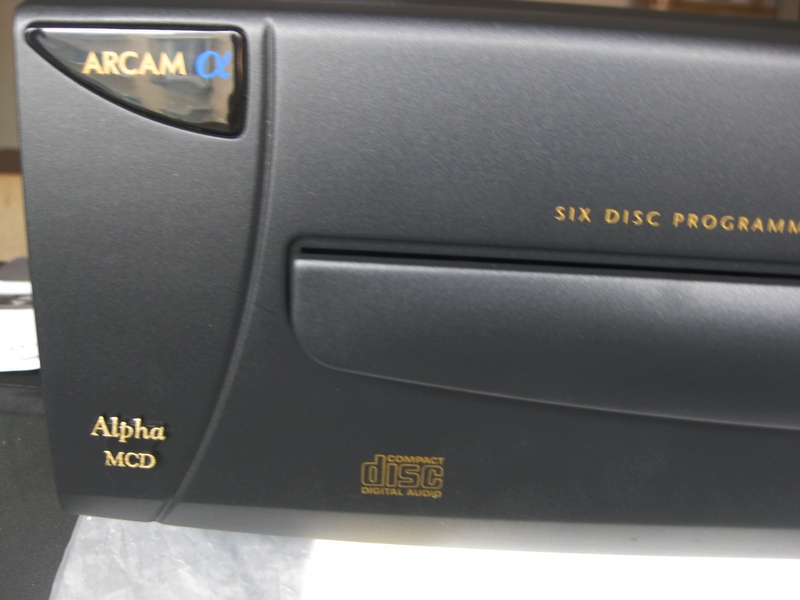 ARCAM α
SIX DISC PROGRAMM
Alpha
MCD
COMPACT
disc
DIGITAL AUDIO